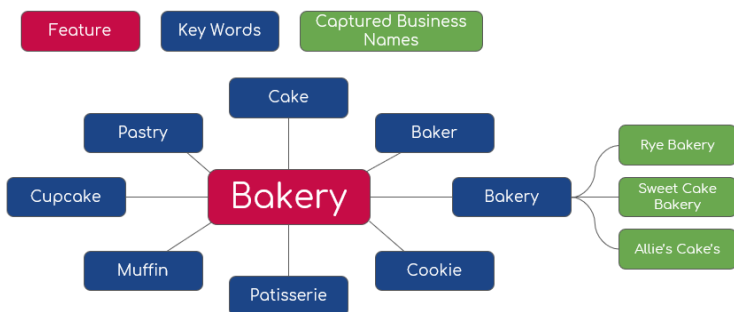 Feature
Key Words
Captured Business
Names
Cake
Pastry
Baker
Rye Bakery
Cupcake
Bakery
Bakery
Sweet Cake
Bakery
Muffin
Cookie
Allie's Cake's
Patisserie